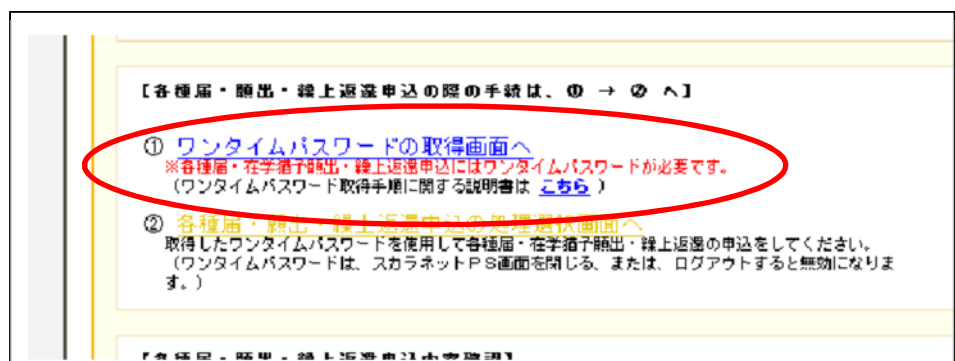 【各種届・願出・繰上返還申込の際の手続は、① → ② へ】
① ワンタイムパスワードの取得画面へ
※各種届・在学猶予願出・繰上返還申込にはワンタイムパスワードが必要です。
（ワンタイムパスワード取得手順に関する説明書は こちら ）
② 各種届・願出・繰上返還申込の処理選択画面へ
取得したワンタイムパスワードを使用して各種届・在学猶予願出・繰上返還の申込をしてください。
（ワンタイムパスワードは、スカラネットＰＳ画面を閉じる、または、ログアウトすると無効になりま
す。）
【各種届・願出・繰上返還申込内容確認】